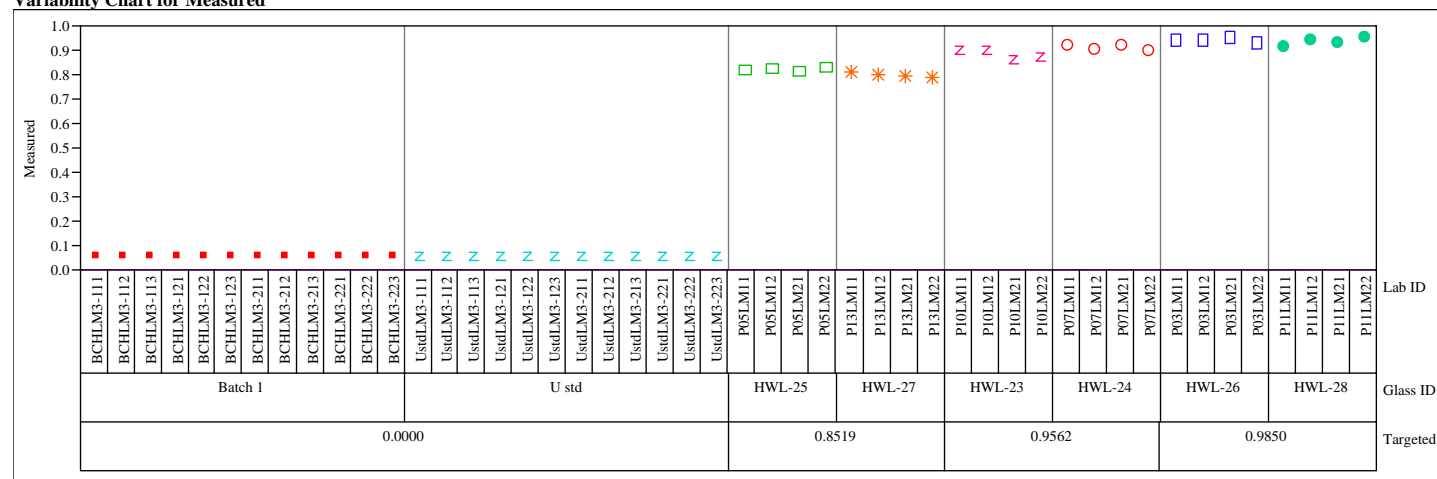 Variability Chart for Measured
Measured
1.0
0.9
0.8
0.7
0.6
0.5
0.4
0.3
0.2
0.1
0.0
BCHLM3-111
BCHLM3-112
BCHLM3-113
BCHLM3-121
BCHLM3-122
BCHLM3-123
BCHLM3-211
BCHLM3-212
BCHLM3-213
BCHLM3-221
BCHLM3-222
BCHLM3-223
UstdLM3-111
UstdLM3-112
UstdLM3-113
UstdLM3-121
UstdLM3-122
UstdLM3-123
UstdLM3-211
UstdLM3-212
UstdLM3-213
UstdLM3-221
UstdLM3-222
UstdLM3-223
P05LM11
P05LM12
P05LM21
P05LM22
P13LM11
P13LM12
P13LM21
P13LM22
P10LM11
P10LM12
P10LM21
P10LM22
P07LM11
P07LM12
P07LM21
P07LM22
P03LM11
P03LM12
P03LM21
P03LM22
P11LM11
P11LM12
P11LM21
P11LM22
Lab ID
Batch 1 U std HWL-25 HWL-27 HWL-23 HWL-24 HWL-26 HWL-28 Glass ID
0.0000 0.8519 0.9562 0.9850 Targeted